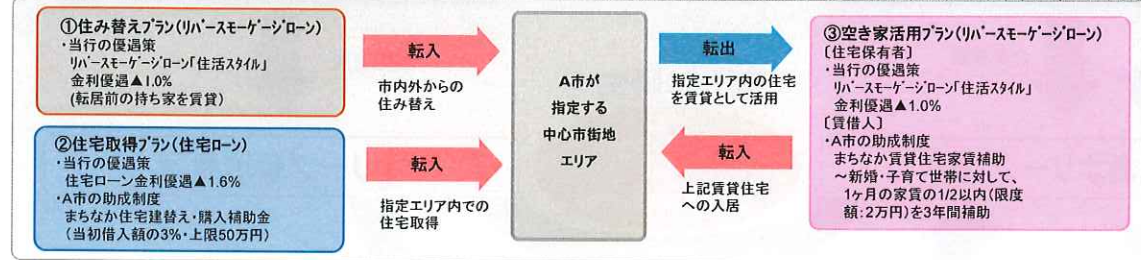 ①住み替えプラン(リバースモーゲージローン)
・当行の優遇策
リバースモーゲージローン「住活スタイル」
金利優遇▲1.0%
(転居前の持ち家を賃貸)
②住宅取得プラン(住宅ローン)
・当行の優遇策
住宅ローン金利優遇▲1.6%
・A市の助成制度
まちなか住宅建替え・購入補助金
(当初借入額の3%・上限50万円)
転入
市内外からの
住み替え
転入
指定エリア内での
住宅取得
A市が
指定する
中心市街地
エリア
転出
指定エリア内の住宅
を賃貸として活用
転入
上記賃貸住宅
への入居
③空き家活用プラン(リバースモーゲージローン)
〔住宅保有者〕
・当行の優遇策
リバースモーゲージローン「住活スタイル」
金利優遇▲1.0%
〔賃借人〕
・A市の助成制度
まちなか賃貸住宅家賃補助
～新婚・子育て世帯に対して、
1ヶ月の家賃の1/2以内(限度
額:2万円)を3年間補助